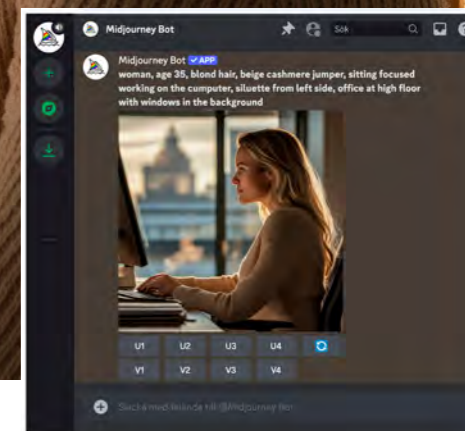 Midjourney Bot
Sök
Midjourney Bot ✓ APP
woman, age 35, blond hair, beige cashmere jumper, sitting focused
working on the cumputer, siluette from left side, office at high floor
with windows in the background
U1 U2 U3 U4
V1 V2 V3 V4